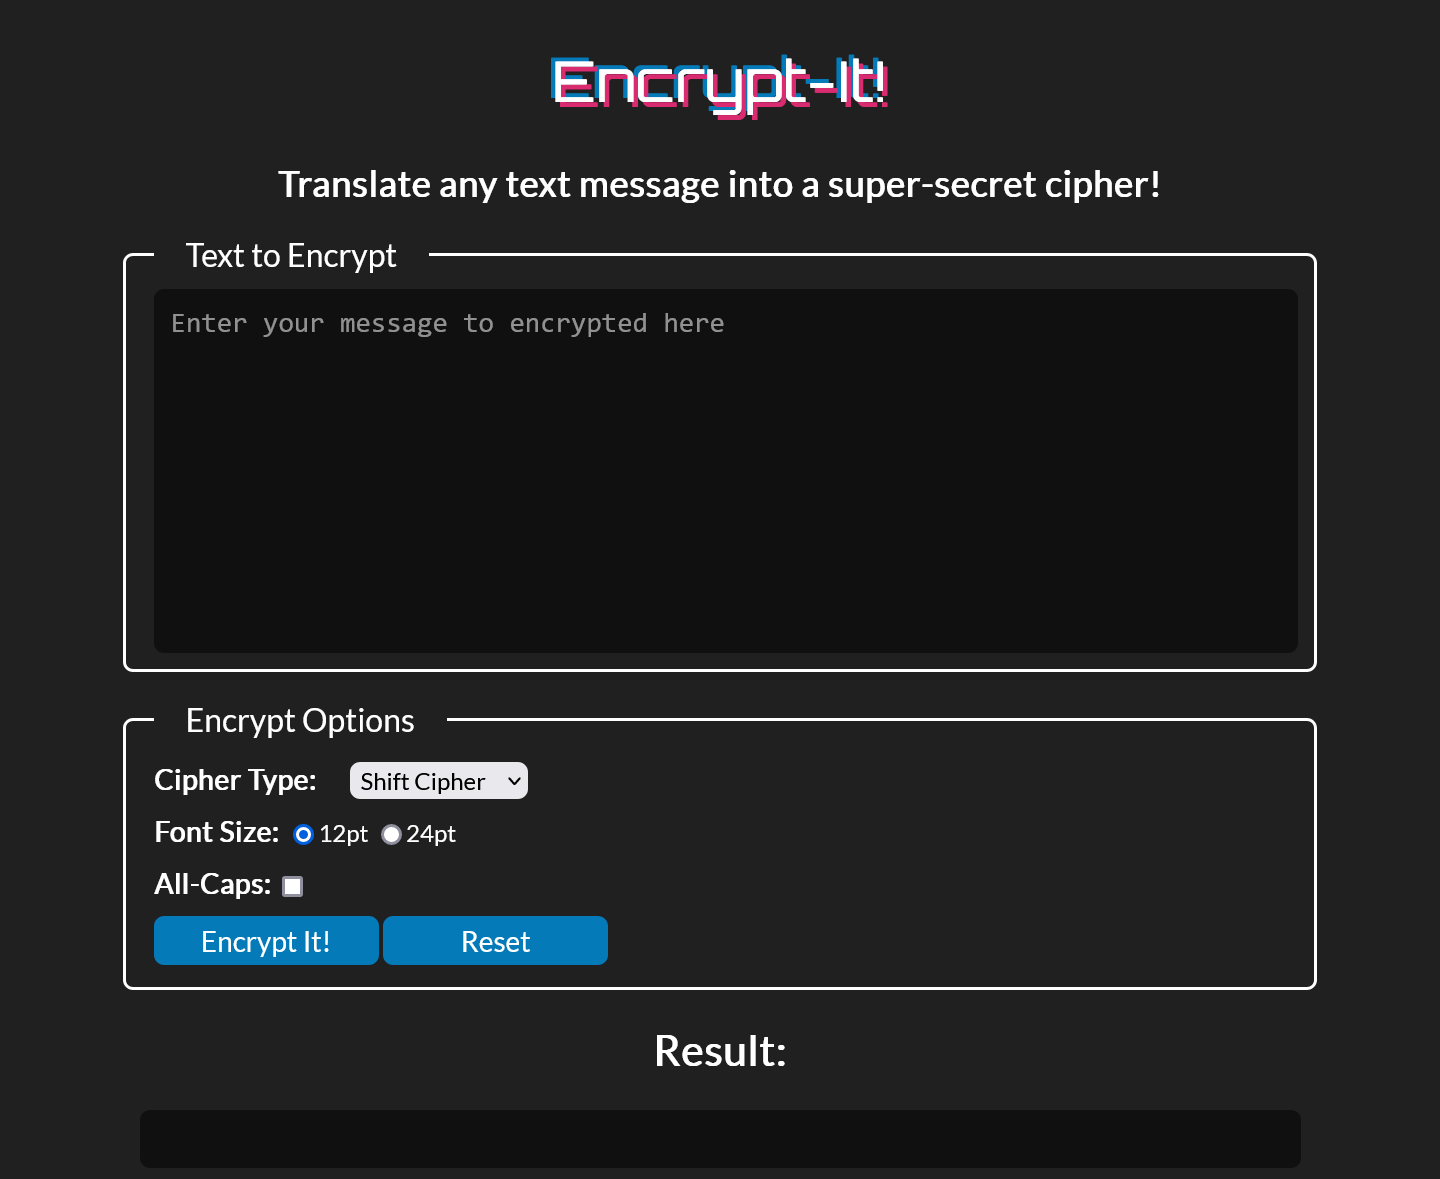 Encrypt-It!
Translate any text message into a super-secret cipher!
Text to Encrypt
Enter your message to encrypted here
Encrypt Options
Cipher Type: Shift Cipher
Font Size: 12pt 24pt
All-Caps:
Encrypt It! Reset
Result: